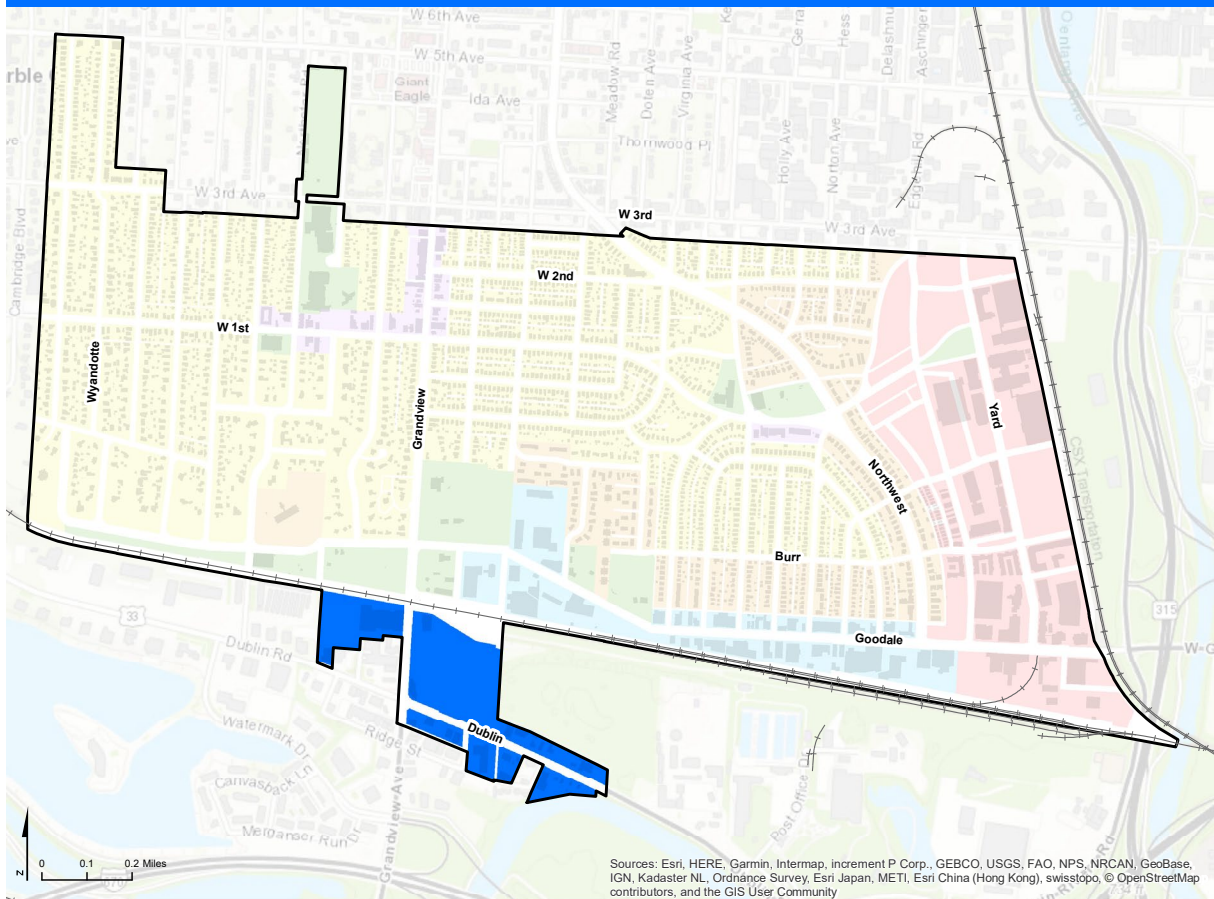 W 6th Ave
W 5th Ave
Giant
Eagle
Ida Ave
Meadow Rd
Doten Ave
Virginia Ave
Hess
Delashmu
Aschinger
Thornwood Pl
Holly Ave
Norton Ave
W 3rd Ave
W 3rd
W 3rd Ave
Cambridge Blvd
W 2nd
W 1st
Wyandotte
Grandview
Yard
Northwest
CSX Transportation
Burr
Goodale
315
33
Dublin Rd
Watermark Dr
Ridge St
Dublin
Canvasback Ln
Merganser Run Dr
Grandview Ave
Post Office Dr
670
N
0 0.1 0.2 Miles
Sources: Esri, HERE, Garmin, Intermap, increment P Corp., GEBCO, USGS, FAO, NPS, NRCAN, GeoBase,
IGN, Kadaster NL, Ordnance Survey, Esri Japan, METI, Esri China (Hong Kong), swisstopo, © OpenStreetMap
contributors, and the GIS User Community